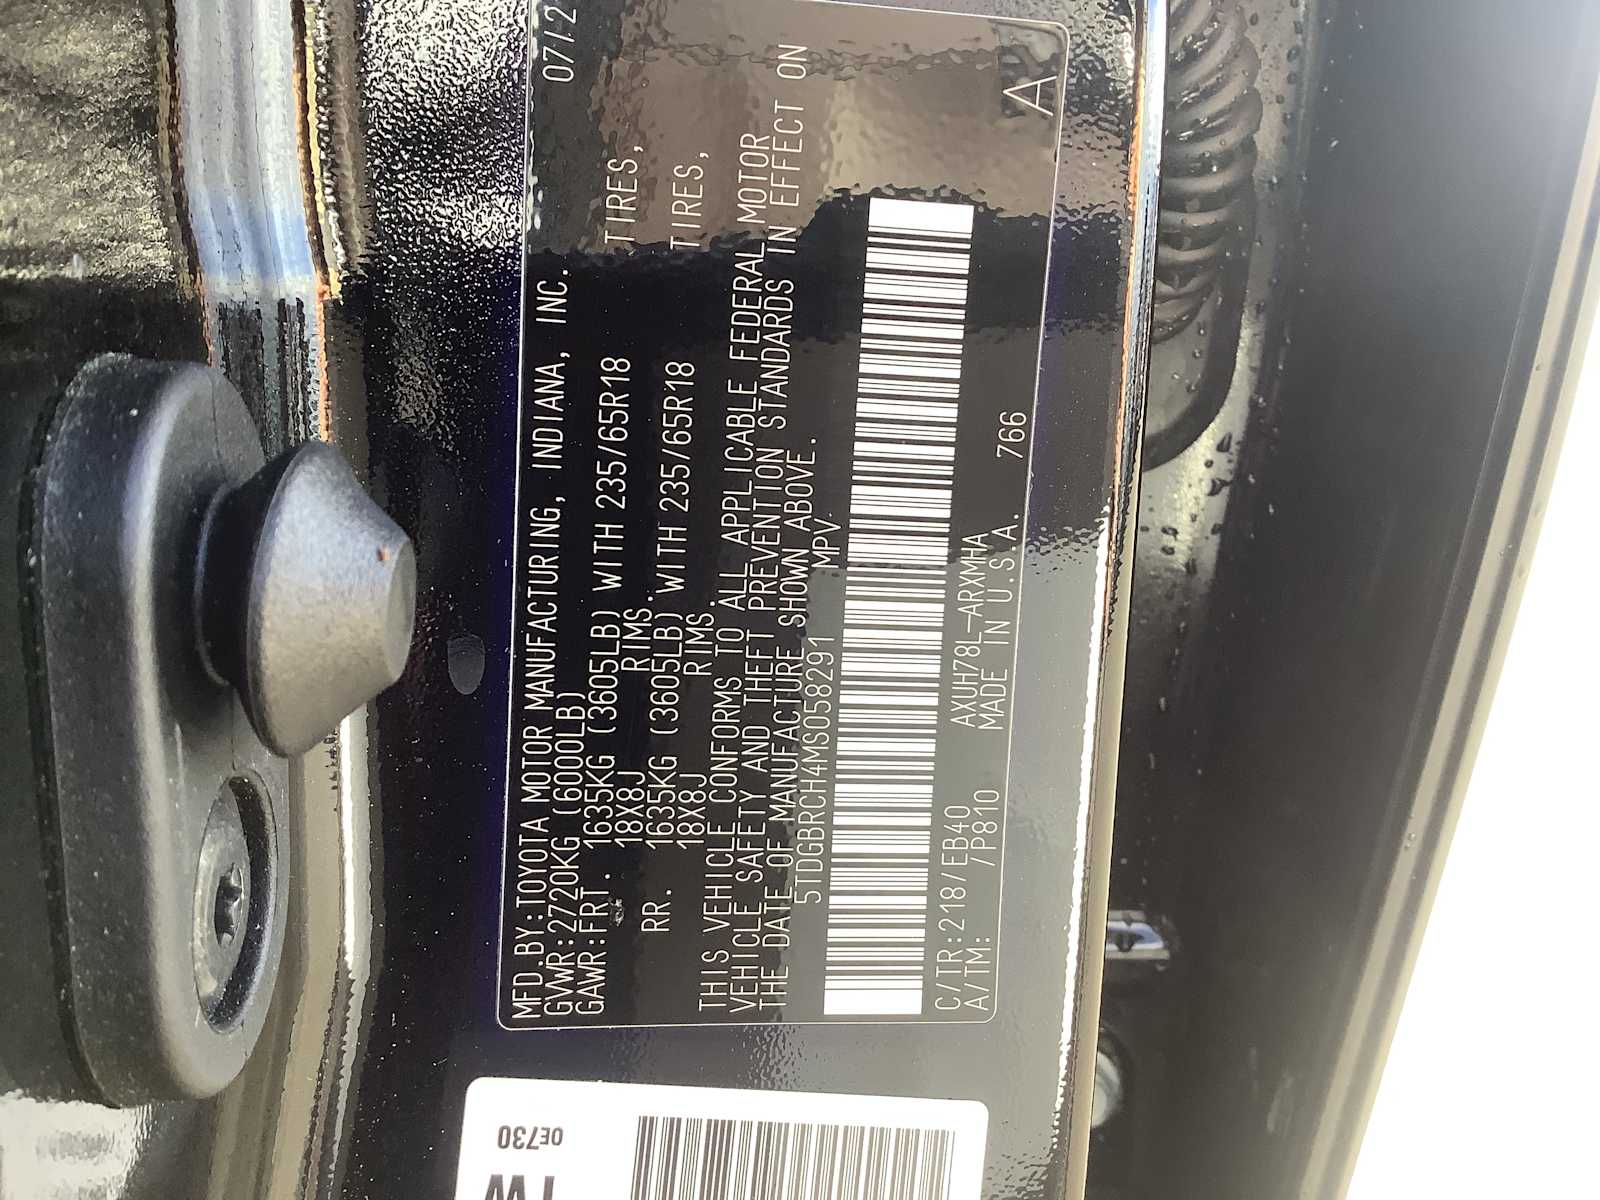 MFD.BY:TOYOTA MOTOR MANUFACTURING, INDIANA, INC. 07/2
GVWR:2720KG (6000LB)
GAWR:FRT. 1635KG (3605LB) WITH 235/65R18 TIRES,
18X8J RIMS.
RR. 1635KG (3605LB) WITH 235/65R18 TIRES,
18X8J RIMS.
THIS VEHICLE CONFORMS TO ALL APPLICABLE FEDERAL MOTOR
VEHICLE SAFETY AND THEFT PREVENTION STANDARDS IN EFFECT ON
THE DATE OF MANUFACTURE SHOWN ABOVE.
5TDGBRCH4MS058291 MPV
C/TR:218/EB40 AXUH78L-ARXMHA
A/TM: /P810 MADE IN U.S.A. 766
A
0E730